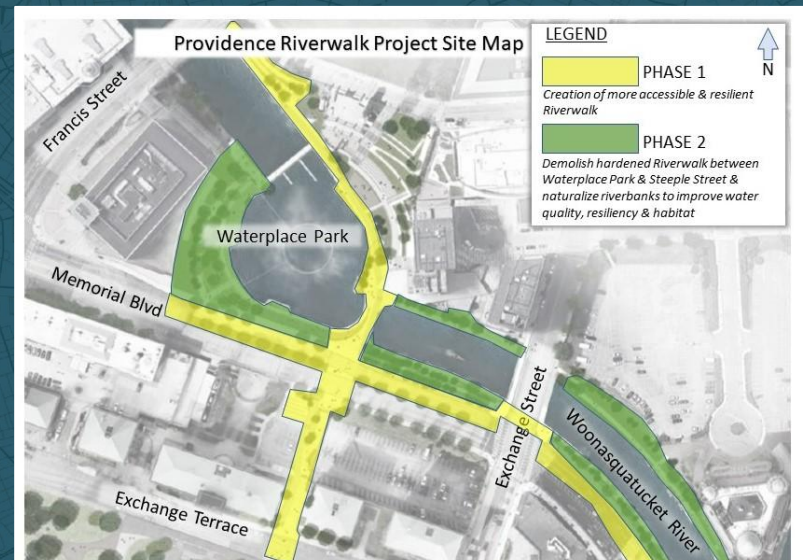 Providence Riverwalk Project Site Map
LEGEND
N
PHASE 1
Creation of more accessible & resilient
Riverwalk
PHASE 2
Demolish hardened Riverwalk between
Waterplace Park & Steeple Street &
naturalize riverbanks to improve water
quality, resiliency & habitat
Francis Street
Waterplace Park
Memorial Blvd
Exchange Street
Woonasquatucket River
Exchange Terrace